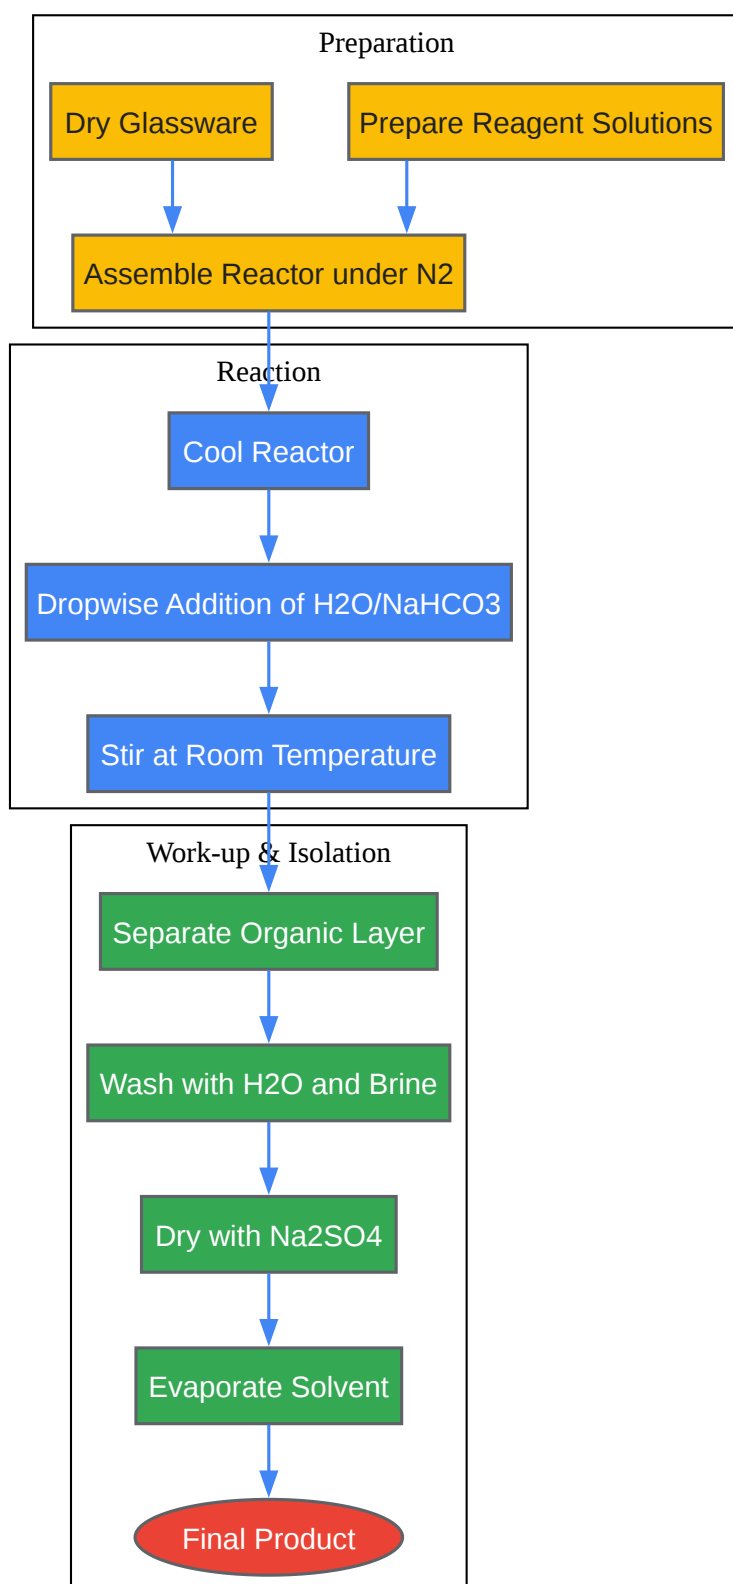 Preparation
Dry Glassware
Prepare Reagent Solutions
Assemble Reactor under N2
Reaction
Cool Reactor
Dropwise Addition of H2O/NaHCO3
Stir at Room Temperature
Work-up & Isolation
Separate Organic Layer
Wash with H2O and Brine
Dry with Na2SO4
Evaporate Solvent
Final Product